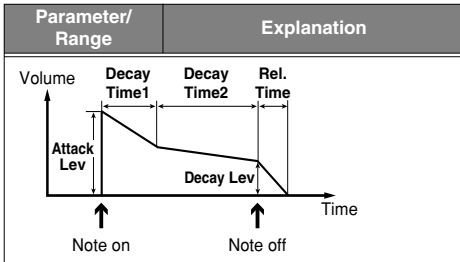 Parameter/
Range
Explanation
Volume
Decay
Time1
Decay
Time2
Rel.
Time
Attack
Lev
Decay Lev
Time
Note on
Note off